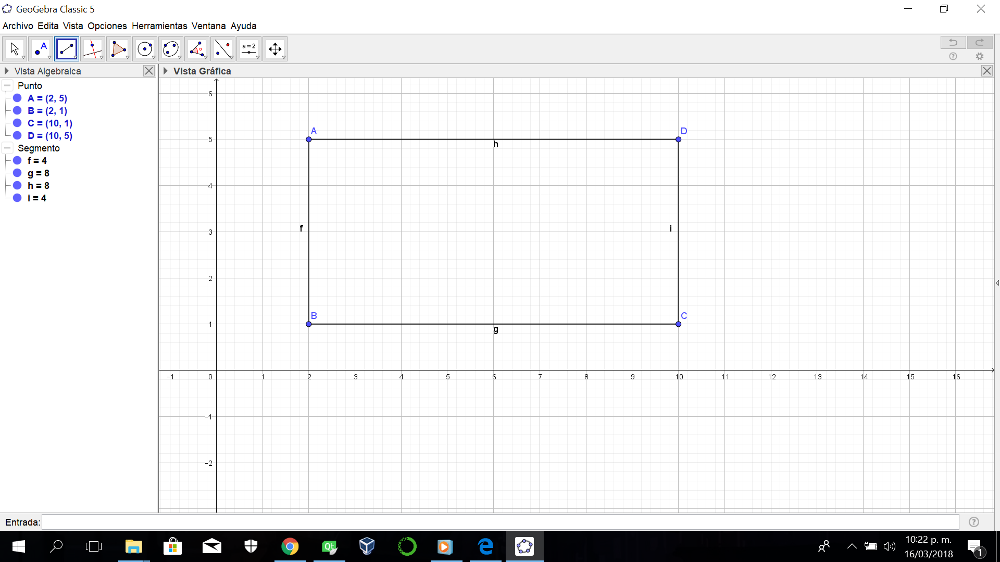 GeoGebra Classic 5
Archivo Edita Vista Opciones Herramientas Ventana Ayuda
A α a = 2
Vista Algebraica
Vista Gráfica
Punto
A = (2, 5)
B = (2, 1)
C = (10, 1)
D = (10, 5)
Segmento
f = 4
g = 8
h = 8
i = 4
6
A D
5
h
4
f i
3
2
B C
1
g
-1 0 1 2 3 4 5 6 7 8 9 10 11 12 13 14 15 16
-1
-2
Entrada:
Qt
10:22 p. m.
16/03/2018
1